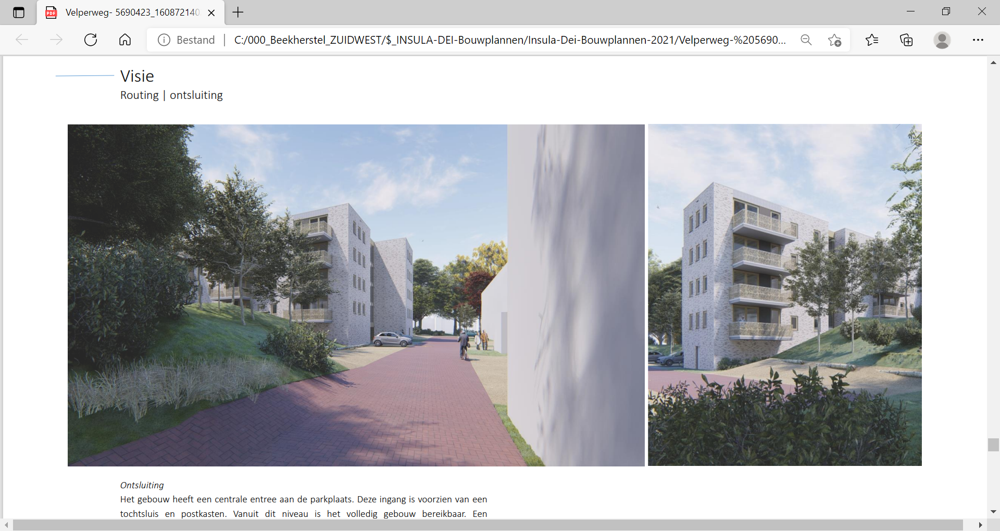 Velperweg- 5690423_160872140
Bestand
C:/000_Beekherstel_ZUIDWEST/$_INSULA-DEI-Bouwplannen/Insula-Dei-Bouwplannen-2021/Velperweg-%205690...
Visie
Routing | ontsluiting
Ontsluiting
Het gebouw heeft een centrale entree aan de parkplaats. Deze ingang is voorzien van een
tochtsluis en postkasten. Vanuit dit niveau is het volledig gebouw bereikbaar. Een